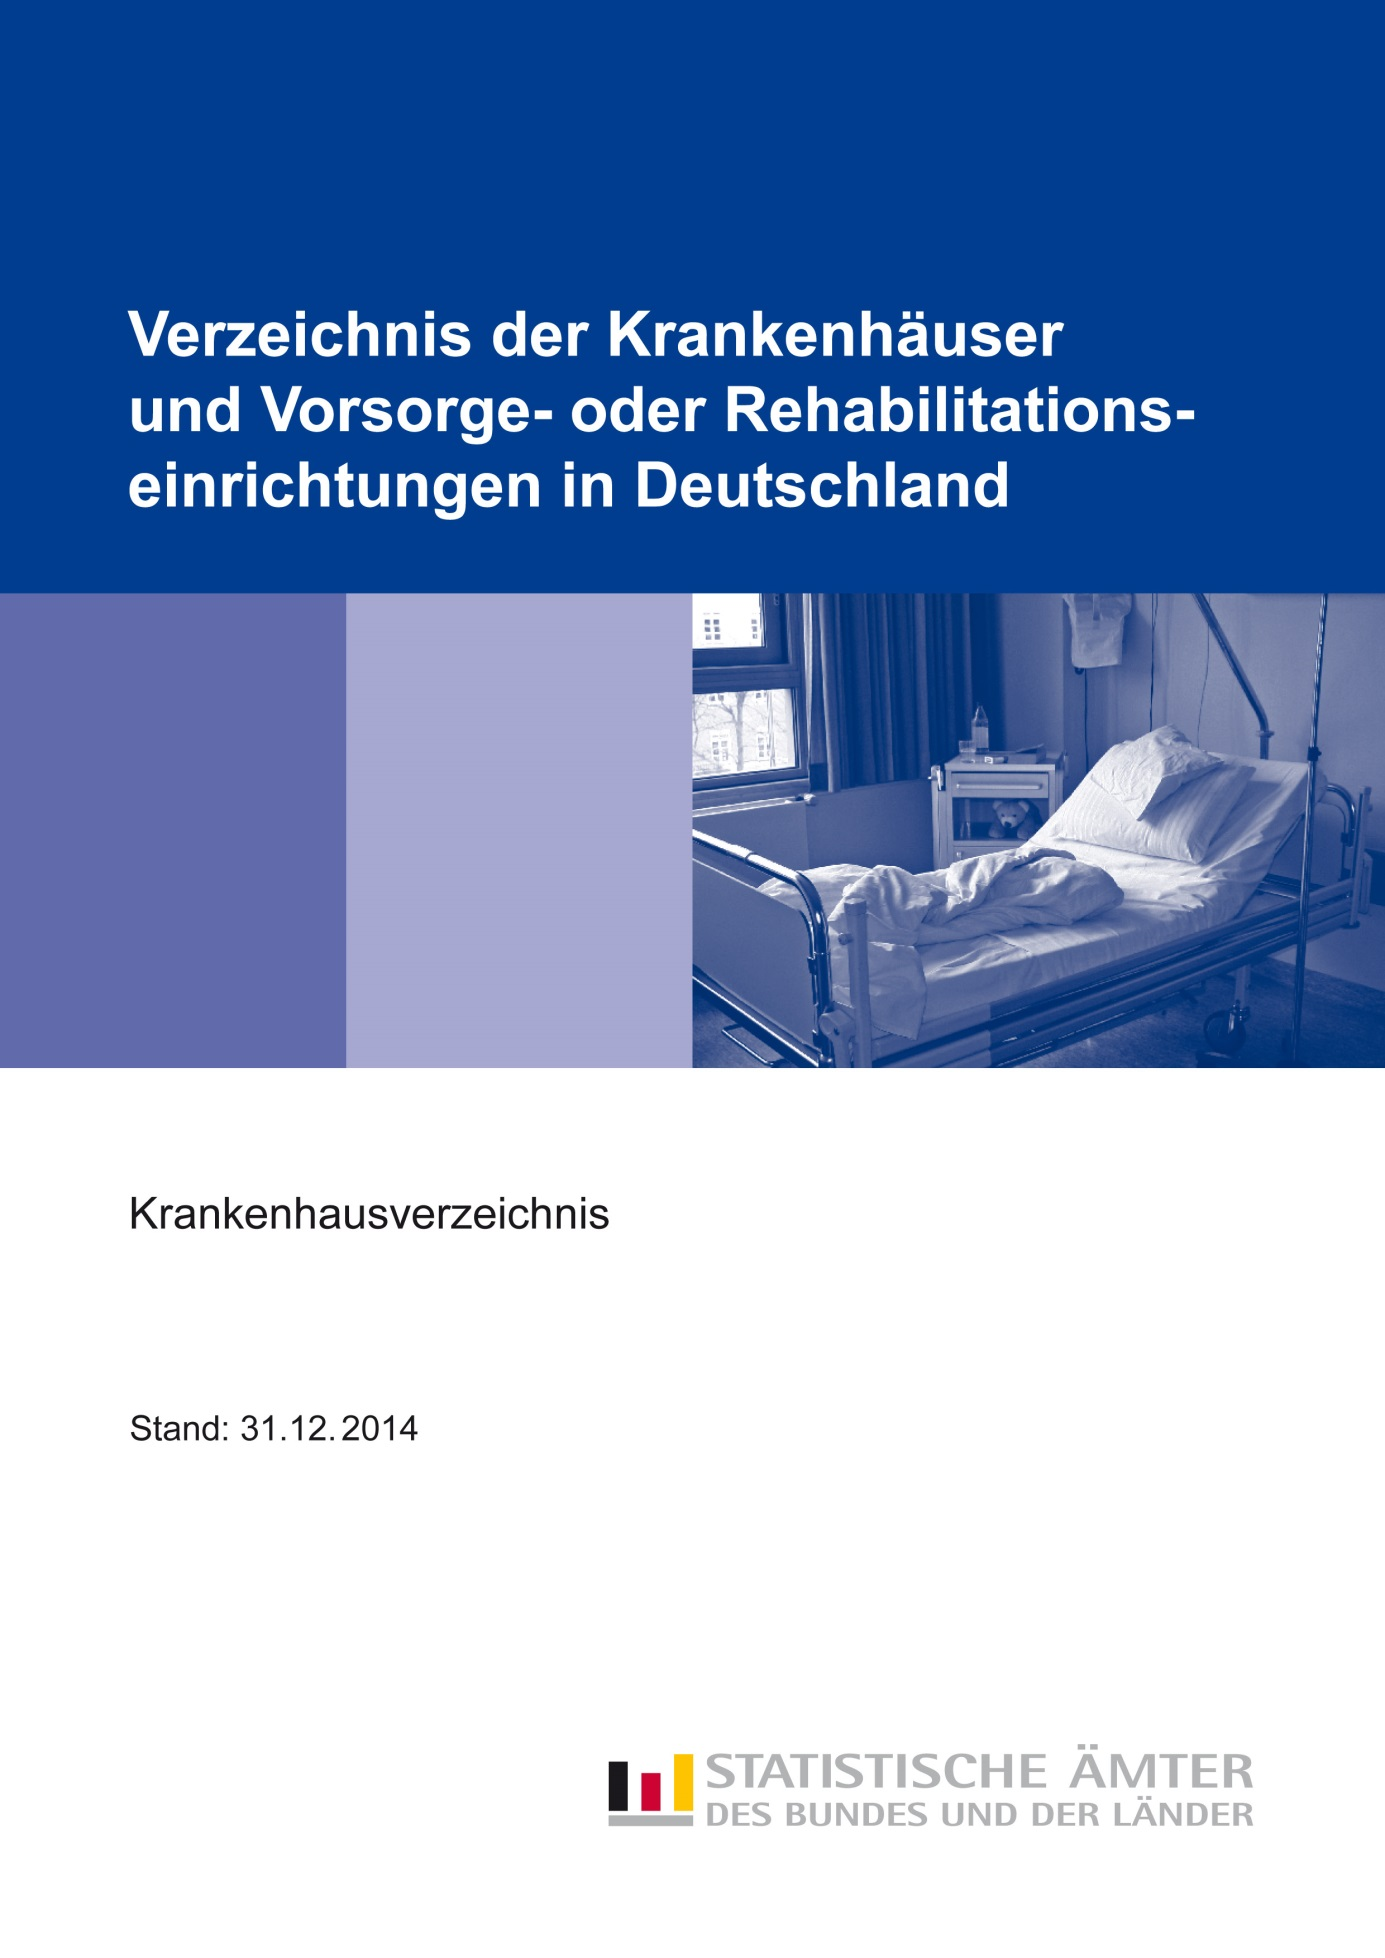 Verzeichnis der Krankenhäuser
und Vorsorge- oder Rehabilitations-
einrichtungen in Deutschland
Krankenhausverzeichnis
Stand: 31.12.2014
STATISTISCHE ÄMTER
DES BUNDES UND DER LÄNDER